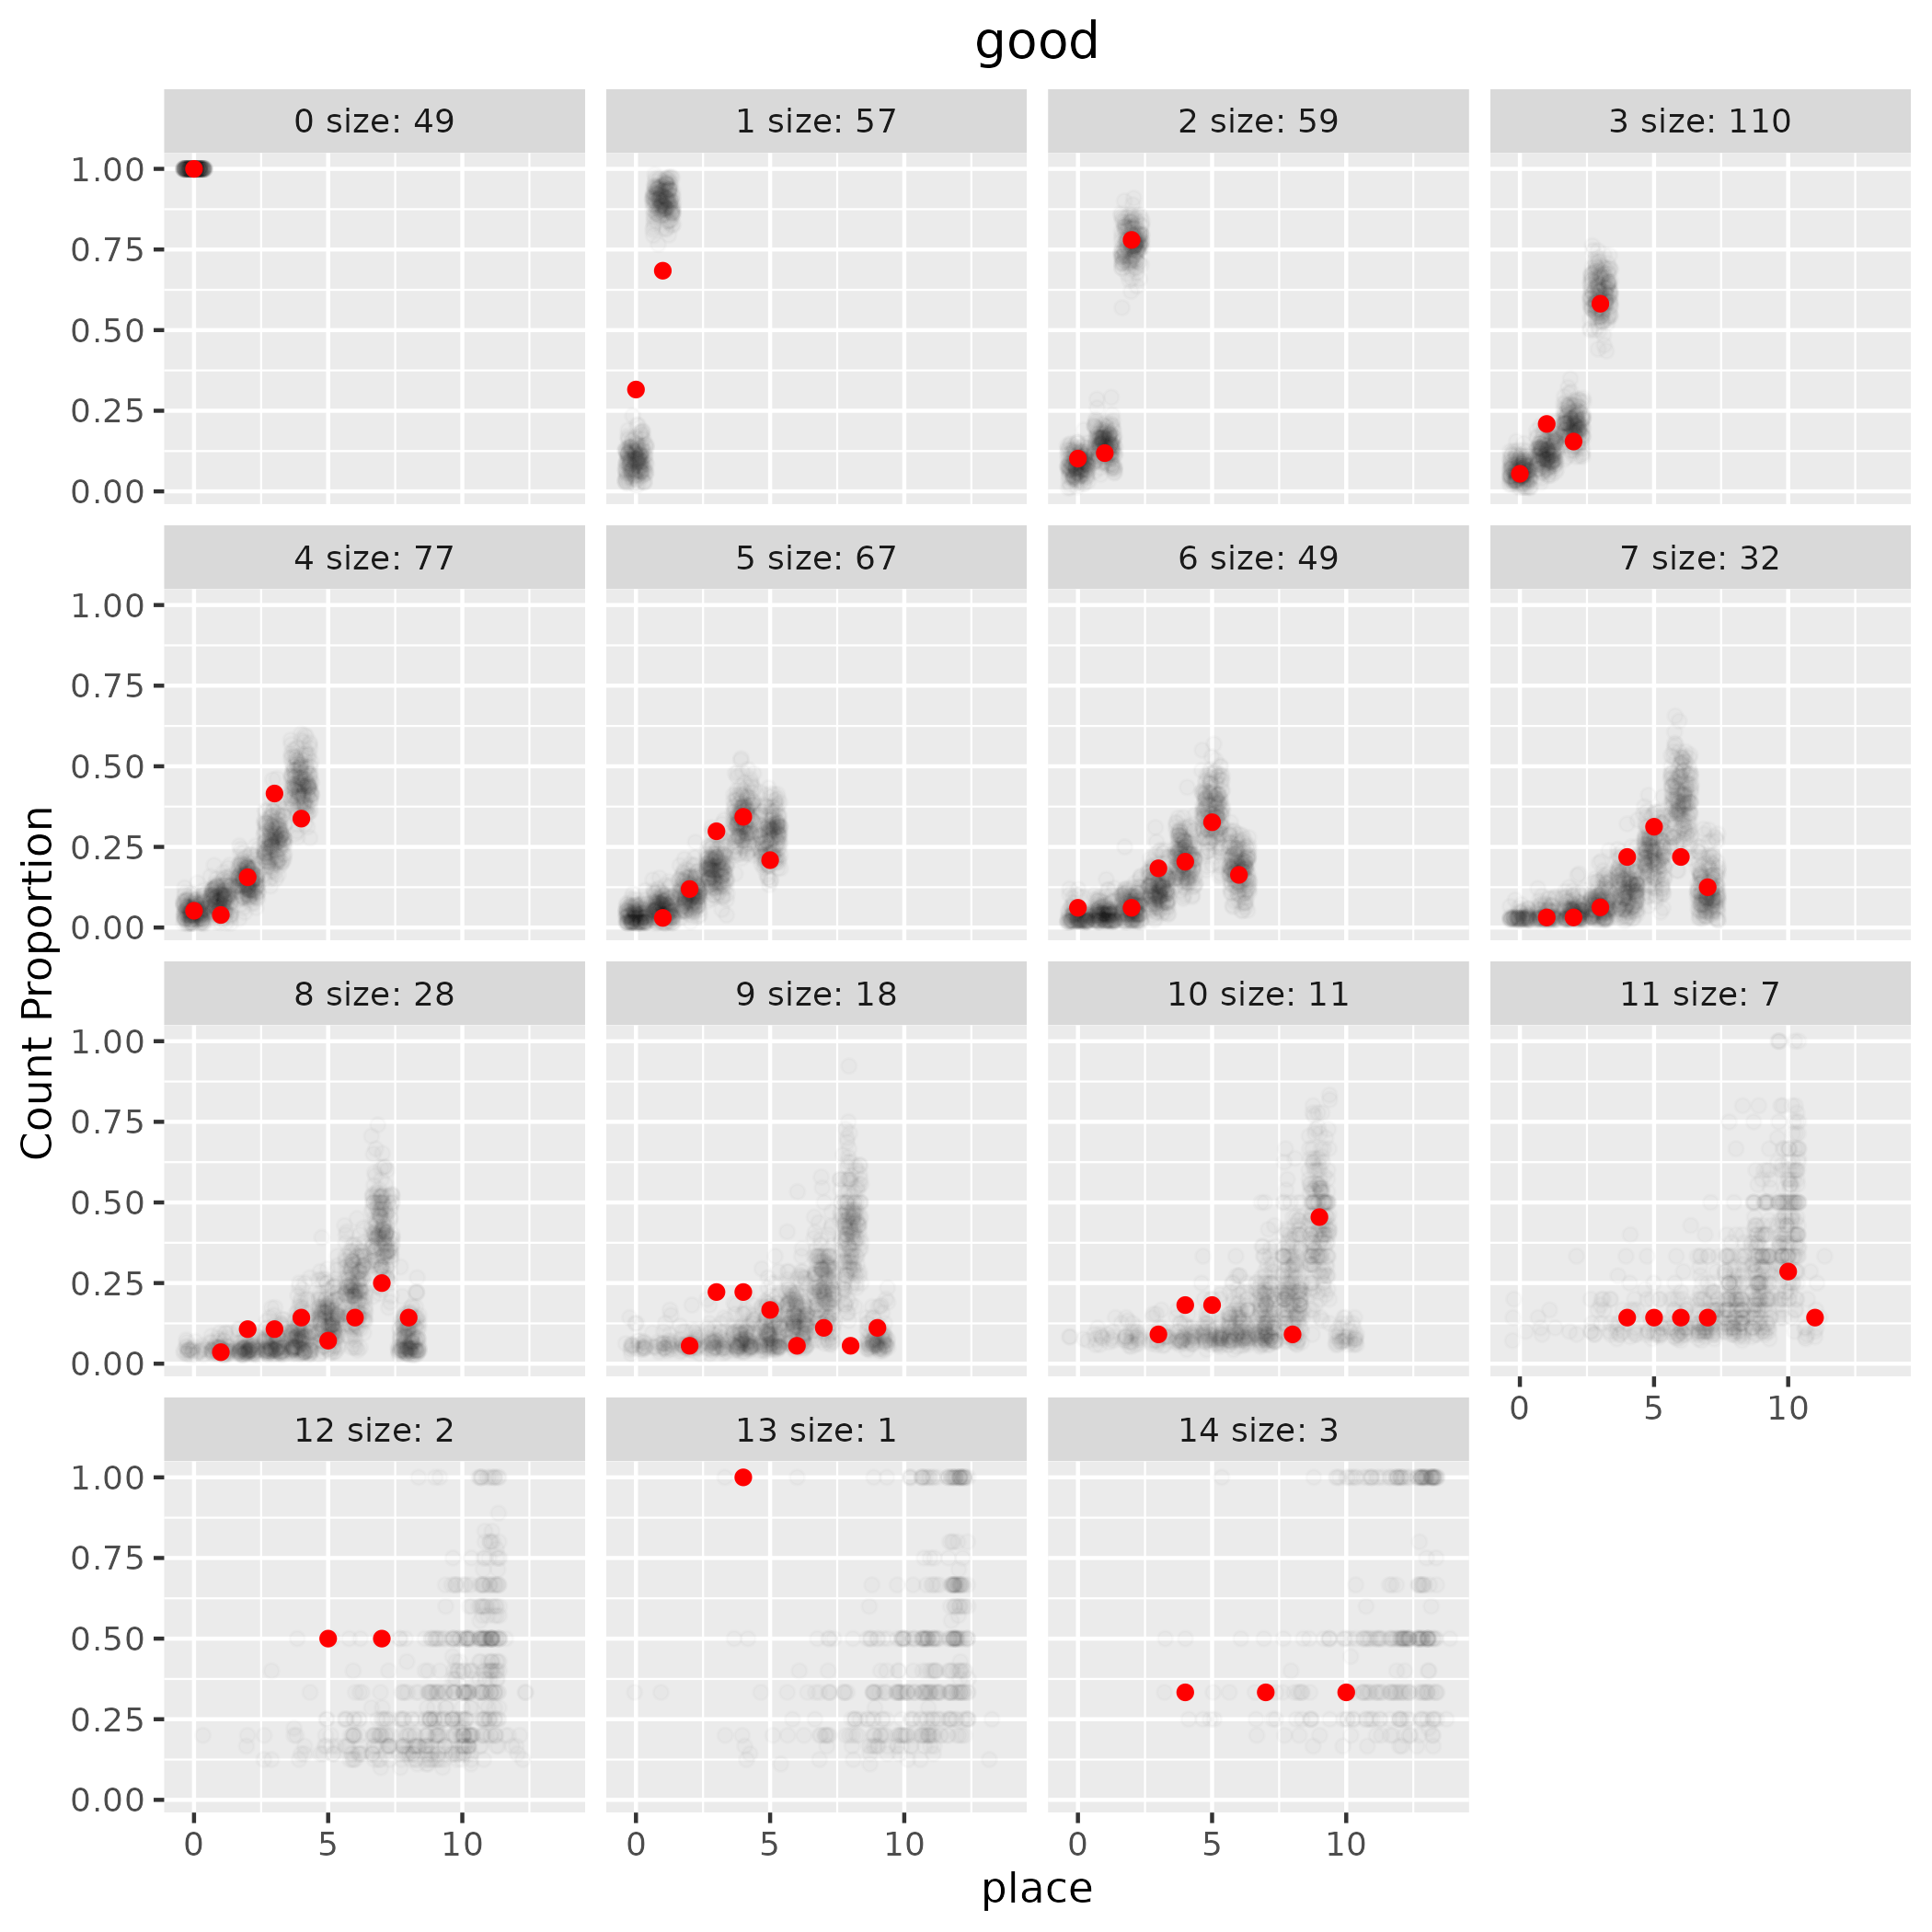 good
0 size: 49
1 size: 57
2 size: 59
3 size: 110
1.00
0.75
0.50
0.25
0.00
4 size: 77
5 size: 67
6 size: 49
7 size: 32
1.00
0.75
0.50
0.25
0.00
Count Proportion
8 size: 28
9 size: 18
10 size: 11
11 size: 7
1.00
0.75
0.50
0.25
0.00
0 5 10
12 size: 2
13 size: 1
14 size: 3
1.00
0.75
0.50
0.25
0.00
0 5 10
0 5 10
0 5 10
place